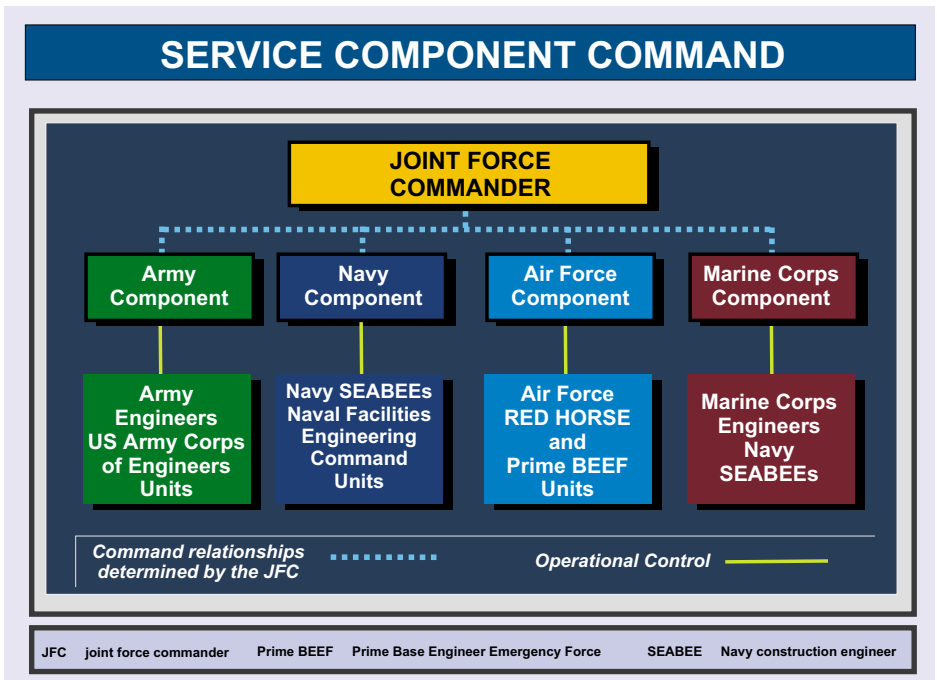 SERVICE COMPONENT COMMAND
JOINT FORCE
COMMANDER
Army
Component
Navy
Component
Air Force
Component
Marine Corps
Component
Army
Engineers
US Army Corps
of Engineers
Units
Navy SEABEEs
Naval Facilities
Engineering
Command
Units
Air Force
RED HORSE
and
Prime BEEF
Units
Marine Corps
Engineers
Navy
SEABEEs
Command relationships
determined by the JFC
Operational Control
JFC joint force commander Prime BEEF Prime Base Engineer Emergency Force SEABEE Navy construction engineer